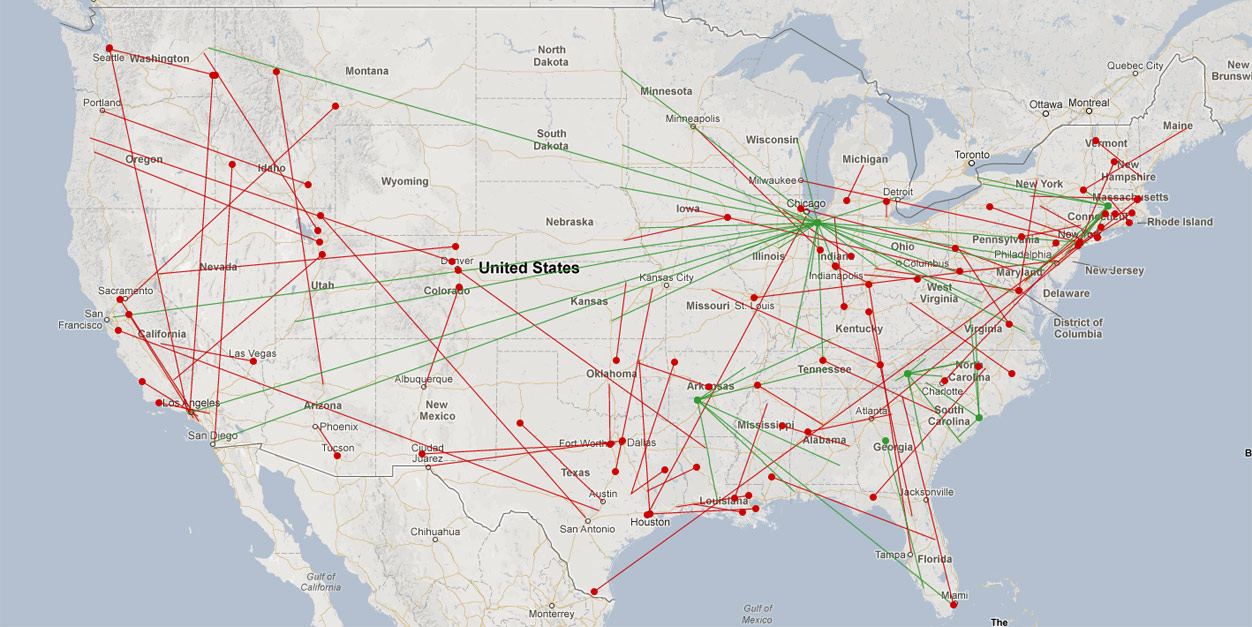 Quebec City
New
Brunswi
Washington
Seattle
Montana
North
Dakota
Minnesota
Ottawa
Montreal
Portland
Minneapolis
Maine
Oregon
South
Dakota
Wisconsin
Vermont
Toronto
Michigan
Idaho
New
Hampshire
Wyoming
Milwaukee
New York
Detroit
Massachusetts
Iowa
Chicago
Nebraska
Rhode Island
Pennsylvania
Ohio
Philadelphia
Denver
United States
Illinois
Columbus
Nevada
Indianapolis
Maryland
New Jersey
Utah
Kansas City
Sacramento
Colorado
West
Virginia
Delaware
Kansas
Missouri
St. Louis
San
Francisco
California
Kentucky
Virginia
District of
Columbia
Las Vegas
Tennessee
North
Carolina
Oklahoma
Albuquerque
Arkansas
Charlotte
Los Angeles
Arizona
New
Mexico
Atlanta
South
Carolina
Phoenix
Mississippi
San Diego
Alabama
Georgia
Fort Worth
Dallas
Tucson
Ciudad
Juárez
B
Texas
Austin
Louisiana
Jacksonville
San Antonio
Houston
Chihuahua
Tampa
Florida
Gulf of
California
Miami
Monterrey
Gulf of
Mexico
The